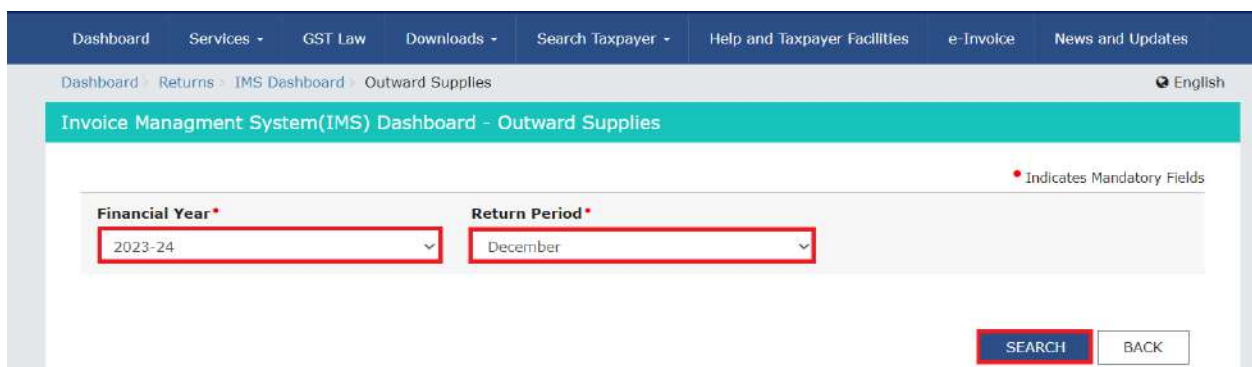 Dashboard Services GST Law Downloads Search Taxpayer Help and Taxpayer Facilities e-Invoice News and Updates
Dashboard Returns IMS Dashboard Outward Supplies English
Invoice Managment System(IMS) Dashboard - Outward Supplies
• Indicates Mandatory Fields
Financial Year• Return Period•
2023-24 December
SEARCH BACK